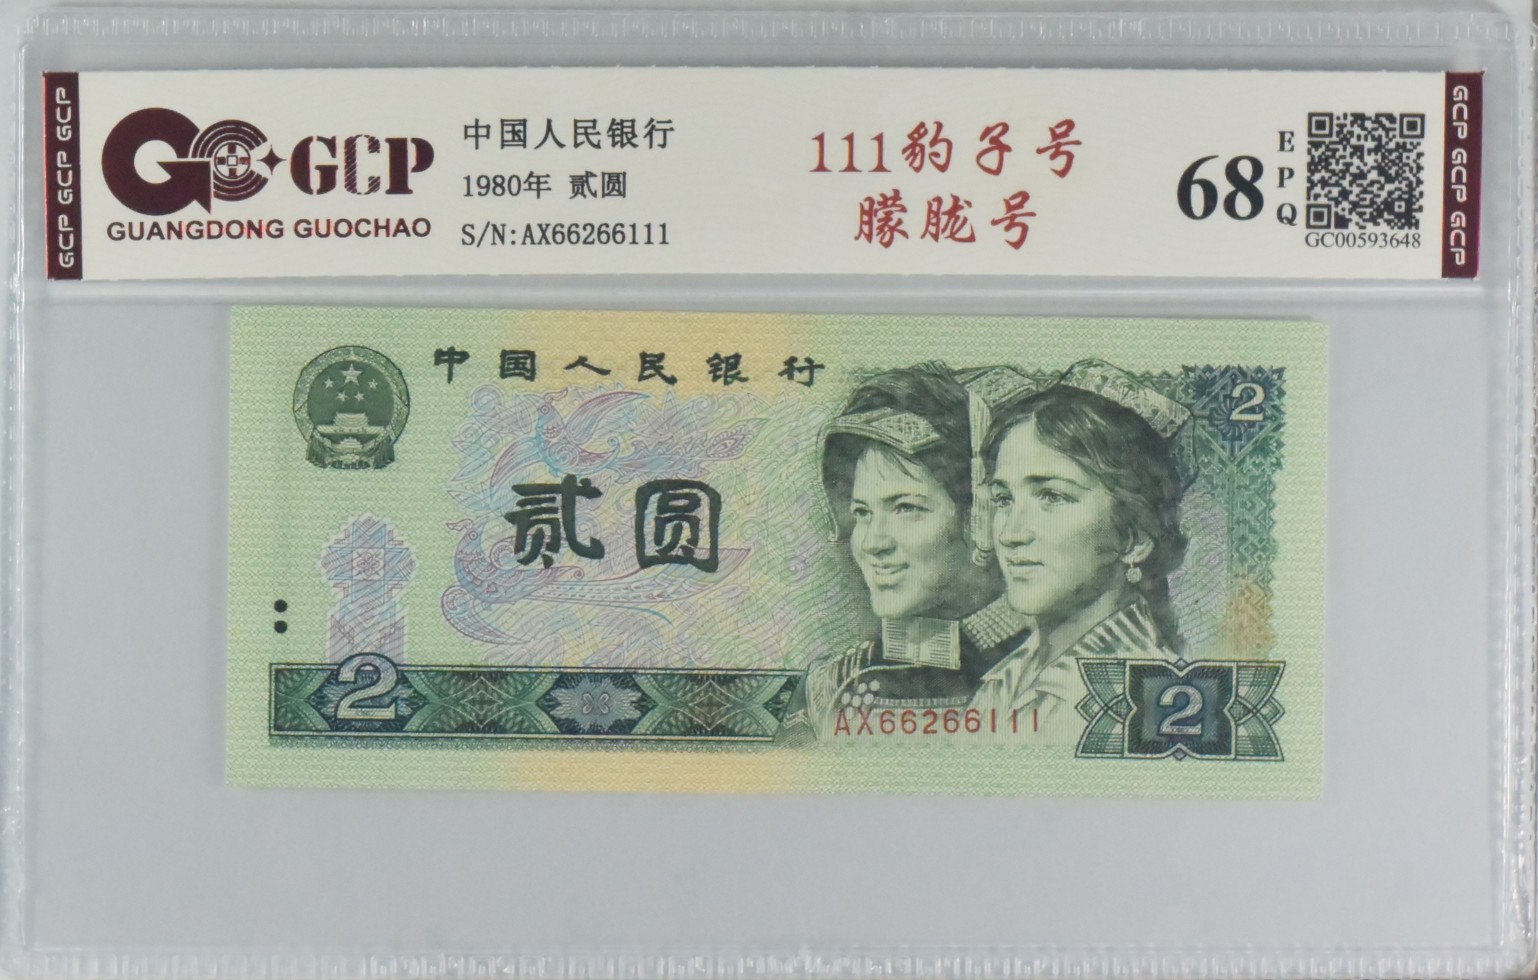 GCP GCP GCP
GCP
GUANGDONG GUOCHAO
中国人民银行
1980年 贰圆
S/N:AX66266111
111豹子号
朦胧号
68
EPQ
GC00593648
GCP GCP GCP
中国人民银行
2
贰圆
2
AX66266111
2